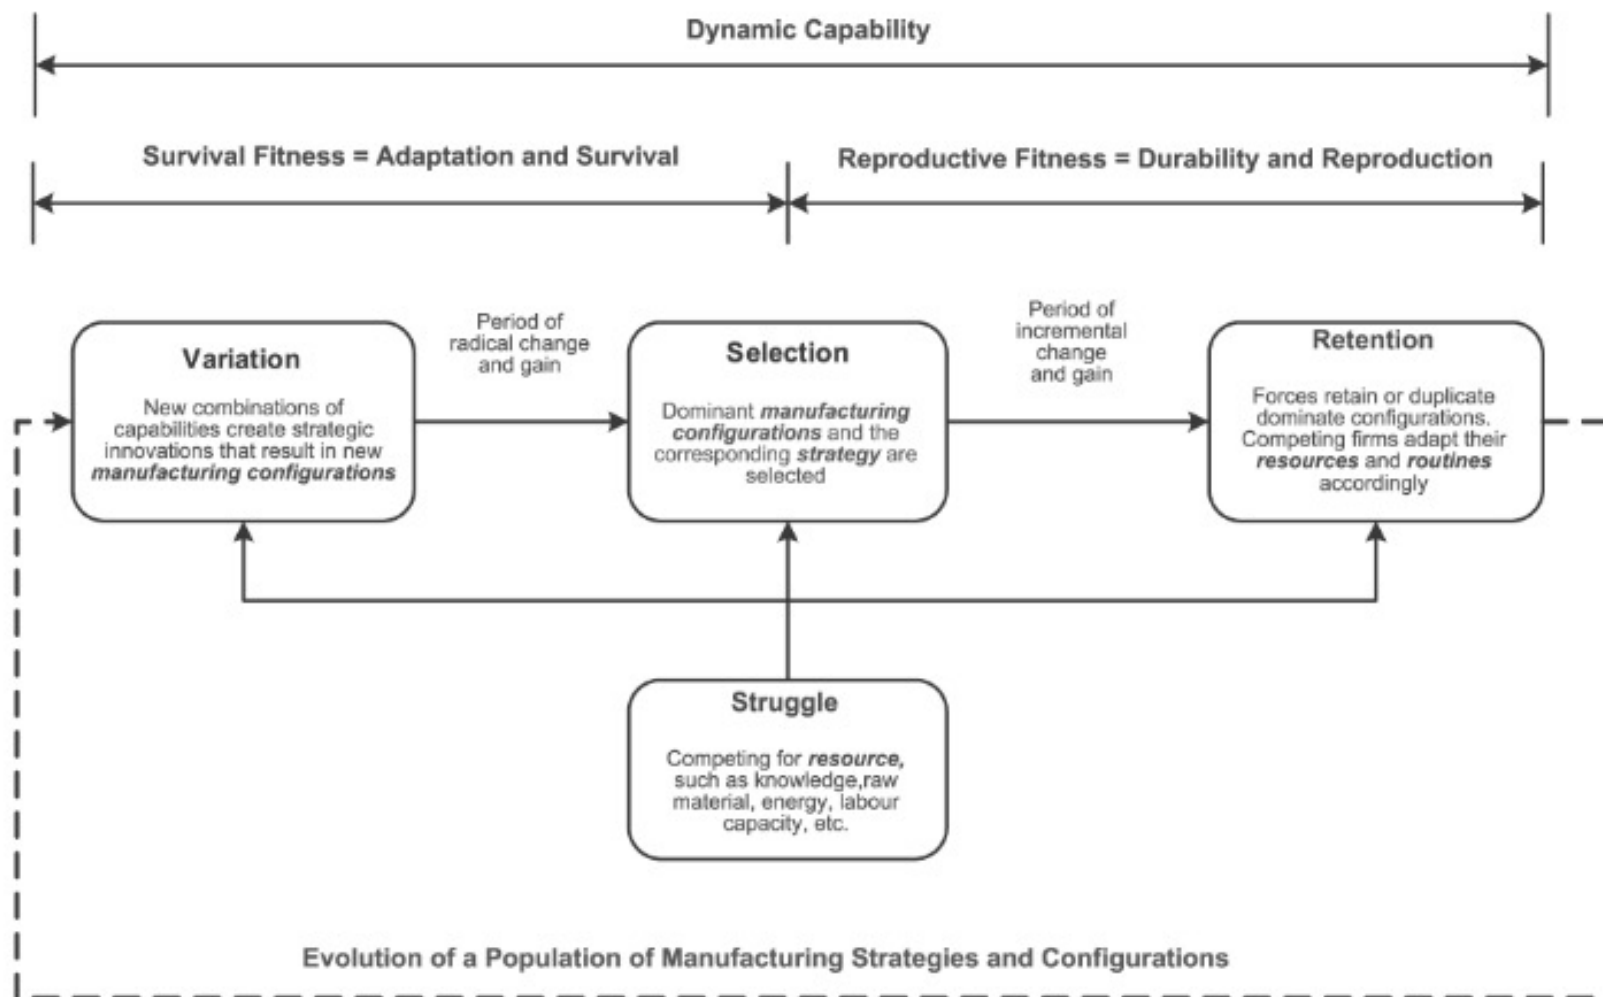 Dynamic Capability
Survival Fitness = Adaptation and Survival
Reproductive Fitness = Durability and Reproduction
Variation
New combinations of
capabilities create strategic
innovations that result in new
manufacturing configurations
Period of
radical change
and gain
Selection
Dominant manufacturing
configurations and the
corresponding strategy are
selected
Period of
incremental
change
and gain
Retention
Forces retain or duplicate
dominate configurations.
Competing firms adapt their
resources and routines
accordingly
Struggle
Competing for resource,
such as knowledge,raw
material, energy, labour
capacity, etc.
Evolution of a Population of Manufacturing Strategies and Configurations